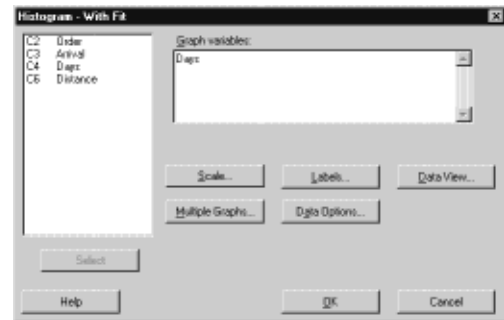 Histogram - With Fit
C2 Order
C3 Arrival
C4 Days
C6 Distance
Graph variables:
Days
Scale... Labels... Data View...
Multiple Graphs... Data Options...
Select
Help OK Cancel